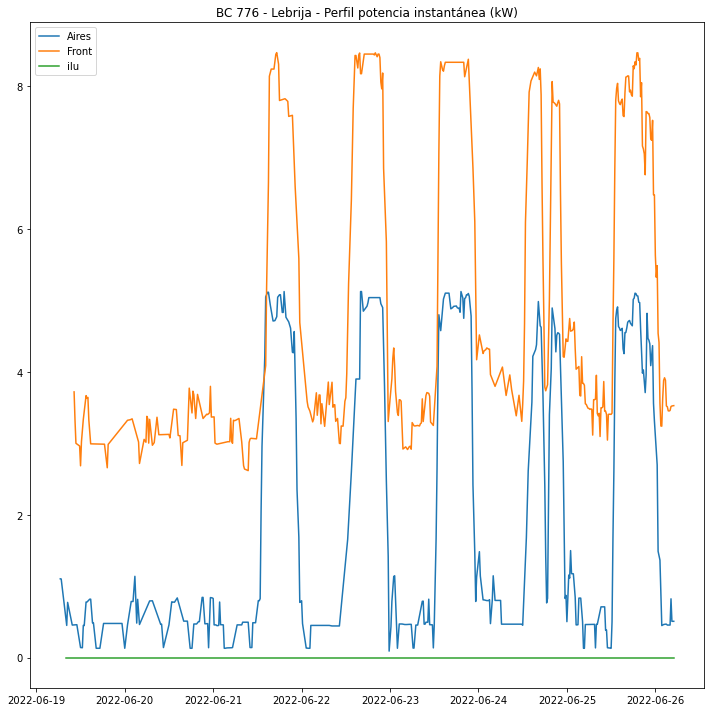 BC 776 - Lebrija - Perfil potencia instantánea (kW)
Aires
Front
ilu
8
6
4
2
0
2022-06-19 2022-06-20 2022-06-21 2022-06-22 2022-06-23 2022-06-24 2022-06-25 2022-06-26